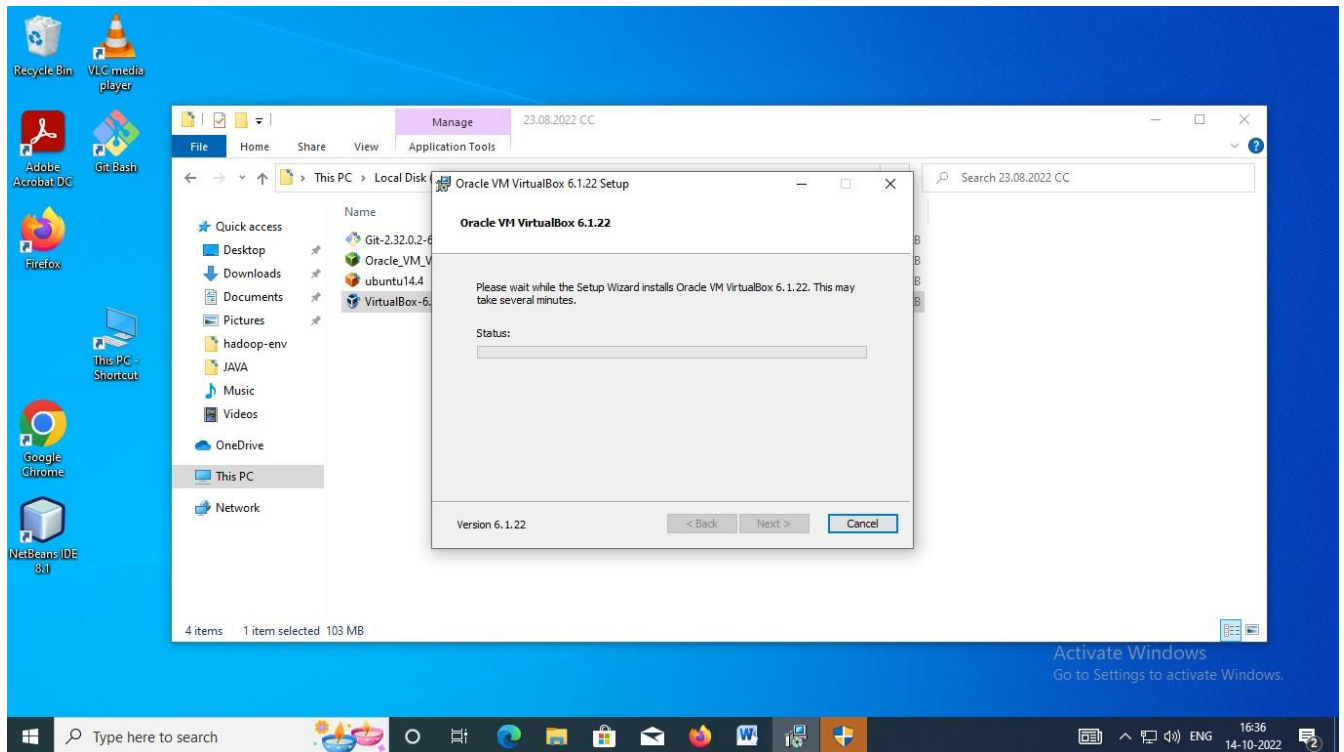 Recycle Bin
VLC media player
Adobe Acrobat DC
Git Bash
Firefox
This PC - Shortcut
Google Chrome
NetBeans IDE 8.1
Manage
23.08.2022 CC
File Home Share View Application Tools
This PC > Local Disk (
Search 23.08.2022 CC
Quick access
Desktop
Downloads
Documents
Pictures
hadoop-env
JAVA
Music
Videos
OneDrive
This PC
Network
Name
Git-2.32.0.2-6
Oracle_VM_V
ubuntu14.4
VirtualBox-6.
B
B
B
B
Oracle VM VirtualBox 6.1.22 Setup
Oracle VM VirtualBox 6.1.22
Please wait while the Setup Wizard installs Oracle VM VirtualBox 6.1.22. This may
take several minutes.
Status:
Version 6.1.22
< Back Next > Cancel
4 items 1 item selected 103 MB
Activate Windows
Go to Settings to activate Windows.
Type here to search
ENG
16:36
14-10-2022
2